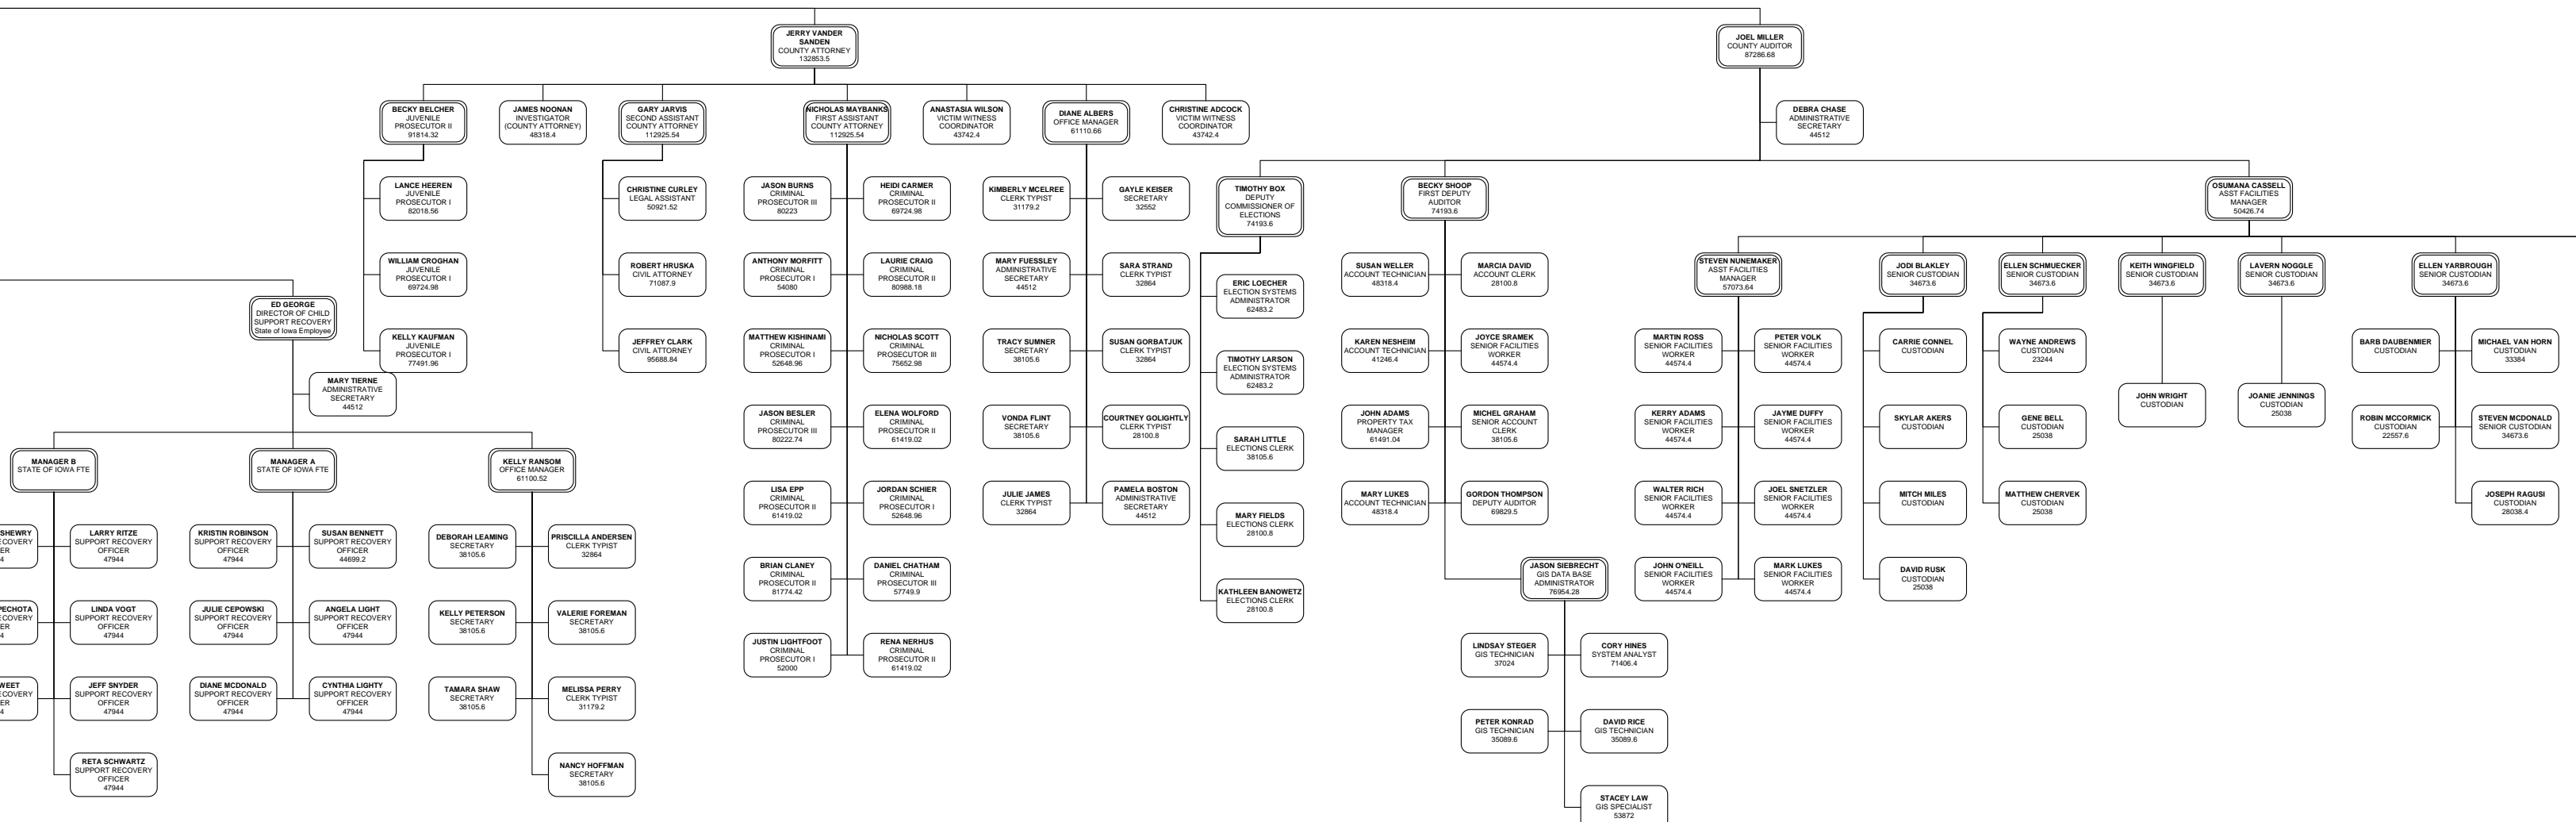 JERRY VANDER
SANDEN
COUNTY ATTORNEY
132853.5
JOEL MILLER
COUNTY AUDITOR
87286.68
BECKY BELCHER
JUVENILE
PROSECUTOR II
91814.32
JAMES NOONAN
INVESTIGATOR
(COUNTY ATTORNEY)
48318.4
GARY JARVIS
SECOND ASSISTANT
COUNTY ATTORNEY
112925.54
NICHOLAS MAYBANKS
FIRST ASSISTANT
COUNTY ATTORNEY
112925.54
ANASTASIA WILSON
VICTIM WITNESS
COORDINATOR
43742.4
DIANE ALBERS
OFFICE MANAGER
61110.66
CHRISTINE ADCOCK
VICTIM WITNESS
COORDINATOR
43742.4
DEBRA CHASE
ADMINISTRATIVE
SECRETARY
44512
LANCE HEEREN
JUVENILE
PROSECUTOR I
82018.56
WILLIAM CROGHAN
JUVENILE
PROSECUTOR I
69724.98
KELLY KAUFMAN
JUVENILE
PROSECUTOR I
77491.96
CHRISTINE CURLEY
LEGAL ASSISTANT
50921.52
ROBERT HRUSKA
CIVIL ATTORNEY
71087.9
JEFFREY CLARK
CIVIL ATTORNEY
95688.84
JASON BURNS
CRIMINAL
PROSECUTOR III
80223
HEIDI CARMER
CRIMINAL
PROSECUTOR II
69724.98
ANTHONY MORFITT
CRIMINAL
PROSECUTOR I
54080
LAURIE CRAIG
CRIMINAL
PROSECUTOR II
80988.18
MATTHEW KISHINAMI
CRIMINAL
PROSECUTOR I
52648.96
NICHOLAS SCOTT
CRIMINAL
PROSECUTOR III
75652.98
JASON BESLER
CRIMINAL
PROSECUTOR III
80222.74
ELENA WOLFORD
CRIMINAL
PROSECUTOR II
61419.02
LISA EPP
CRIMINAL
PROSECUTOR II
61419.02
JORDAN SCHIER
CRIMINAL
PROSECUTOR I
52648.96
BRIAN CLANEY
CRIMINAL
PROSECUTOR II
81774.42
DANIEL CHATHAM
CRIMINAL
PROSECUTOR III
57749.9
JUSTIN LIGHTFOOT
CRIMINAL
PROSECUTOR I
52000
RENA NERHUS
CRIMINAL
PROSECUTOR II
61419.02
KIMBERLY MCELREE
CLERK TYPIST
31179.2
GAYLE KEISER
SECRETARY
32552
MARY FUESSLEY
ADMINISTRATIVE
SECRETARY
44512
SARA STRAND
CLERK TYPIST
32864
TRACY SUMNER
SECRETARY
38105.6
SUSAN GORBATJUK
CLERK TYPIST
32864
VONDA FLINT
SECRETARY
38105.6
COURTNEY GOLIGHTLY
CLERK TYPIST
28100.8
JULIE JAMES
CLERK TYPIST
32864
PAMELA BOSTON
ADMINISTRATIVE
SECRETARY
44512
TIMOTHY BOX
DEPUTY
COMMISSIONER OF
ELECTIONS
74193.6
ERIC LOECHER
ELECTION SYSTEMS
ADMINISTRATOR
62483.2
TIMOTHY LARSON
ELECTION SYSTEMS
ADMINISTRATOR
62483.2
SARAH LITTLE
ELECTIONS CLERK
38105.6
MARY FIELDS
ELECTIONS CLERK
28100.8
KATHLEEN BANOWETZ
ELECTIONS CLERK
28100.8
BECKY SHOOP
FIRST DEPUTY
AUDITOR
74193.6
SUSAN WELLER
ACCOUNT TECHNICIAN
48318.4
MARCIA DAVID
ACCOUNT CLERK
28100.8
KAREN NESHEIM
ACCOUNT TECHNICIAN
41246.4
JOYCE SRAMEK
SENIOR FACILITIES
WORKER
44574.4
JOHN ADAMS
PROPERTY TAX
MANAGER
61491.04
MICHEL GRAHAM
SENIOR ACCOUNT
CLERK
38105.6
MARY LUKES
ACCOUNT TECHNICIAN
48318.4
GORDON THOMPSON
DEPUTY AUDITOR
69829.5
JASON SIEBRECHT
GIS DATA BASE
ADMINISTRATOR
76954.28
LINDSAY STEGER
GIS TECHNICIAN
37024
CORY HINES
SYSTEM ANALYST
71406.4
PETER KONRAD
GIS TECHNICIAN
35089.6
DAVID RICE
GIS TECHNICIAN
35089.6
STACEY LAW
GIS SPECIALIST
53872
OSUMANA CASSELL
ASST FACILITIES
MANAGER
50426.74
STEVEN NUNEMAKER
ASST FACILITIES
MANAGER
57073.64
MARTIN ROSS
SENIOR FACILITIES
WORKER
44574.4
PETER VOLK
SENIOR FACILITIES
WORKER
44574.4
KERRY ADAMS
SENIOR FACILITIES
WORKER
44574.4
JAYME DUFFY
SENIOR FACILITIES
WORKER
44574.4
WALTER RICH
SENIOR FACILITIES
WORKER
44574.4
JOEL SNETZLER
SENIOR FACILITIES
WORKER
44574.4
JOHN O'NEILL
SENIOR FACILITIES
WORKER
44574.4
MARK LUKES
SENIOR FACILITIES
WORKER
44574.4
JODI BLAKLEY
SENIOR CUSTODIAN
34673.6
CARRIE CONNEL
CUSTODIAN
SKYLAR AKERS
CUSTODIAN
MITCH MILES
CUSTODIAN
DAVID RUSK
CUSTODIAN
25038
ELLEN SCHMUECKER
SENIOR CUSTODIAN
34673.6
WAYNE ANDREWS
CUSTODIAN
23244
GENE BELL
CUSTODIAN
25038
MATTHEW CHERVEK
CUSTODIAN
25038
KEITH WINGFIELD
SENIOR CUSTODIAN
34673.6
JOHN WRIGHT
CUSTODIAN
LAVERN NOGGLE
SENIOR CUSTODIAN
34673.6
JOANIE JENNINGS
CUSTODIAN
25038
ELLEN YARBROUGH
SENIOR CUSTODIAN
34673.6
BARB DAUBENMIER
CUSTODIAN
MICHAEL VAN HORN
CUSTODIAN
33384
ROBIN MCCORMICK
CUSTODIAN
22557.6
STEVEN MCDONALD
SENIOR CUSTODIAN
34673.6
JOSEPH RAGUSI
CUSTODIAN
28038.4
ED GEORGE
DIRECTOR OF CHILD
SUPPORT RECOVERY
State of Iowa Employee
MARY TIERNE
ADMINISTRATIVE
SECRETARY
44512
MANAGER B
STATE OF IOWA FTE
MANAGER A
STATE OF IOWA FTE
KELLY RANSOM
OFFICE MANAGER
61100.52
SHEWRY
ECOVERY
ER
4
LARRY RITZE
SUPPORT RECOVERY
OFFICER
47944
PECHOTA
ECOVERY
ER
4
LINDA VOGT
SUPPORT RECOVERY
OFFICER
47944
WEET
ECOVERY
ER
4
JEFF SNYDER
SUPPORT RECOVERY
OFFICER
47944
RETA SCHWARTZ
SUPPORT RECOVERY
OFFICER
47944
KRISTIN ROBINSON
SUPPORT RECOVERY
OFFICER
47944
SUSAN BENNETT
SUPPORT RECOVERY
OFFICER
44699.2
JULIE CEPOWSKI
SUPPORT RECOVERY
OFFICER
47944
ANGELA LIGHT
SUPPORT RECOVERY
OFFICER
47944
DIANE MCDONALD
SUPPORT RECOVERY
OFFICER
47944
CYNTHIA LIGHTY
SUPPORT RECOVERY
OFFICER
47944
DEBORAH LEAMING
SECRETARY
38105.6
PRISCILLA ANDERSEN
CLERK TYPIST
32864
KELLY PETERSON
SECRETARY
38105.6
VALERIE FOREMAN
SECRETARY
38105.6
TAMARA SHAW
SECRETARY
38105.6
MELISSA PERRY
CLERK TYPIST
31179.2
NANCY HOFFMAN
SECRETARY
38105.6